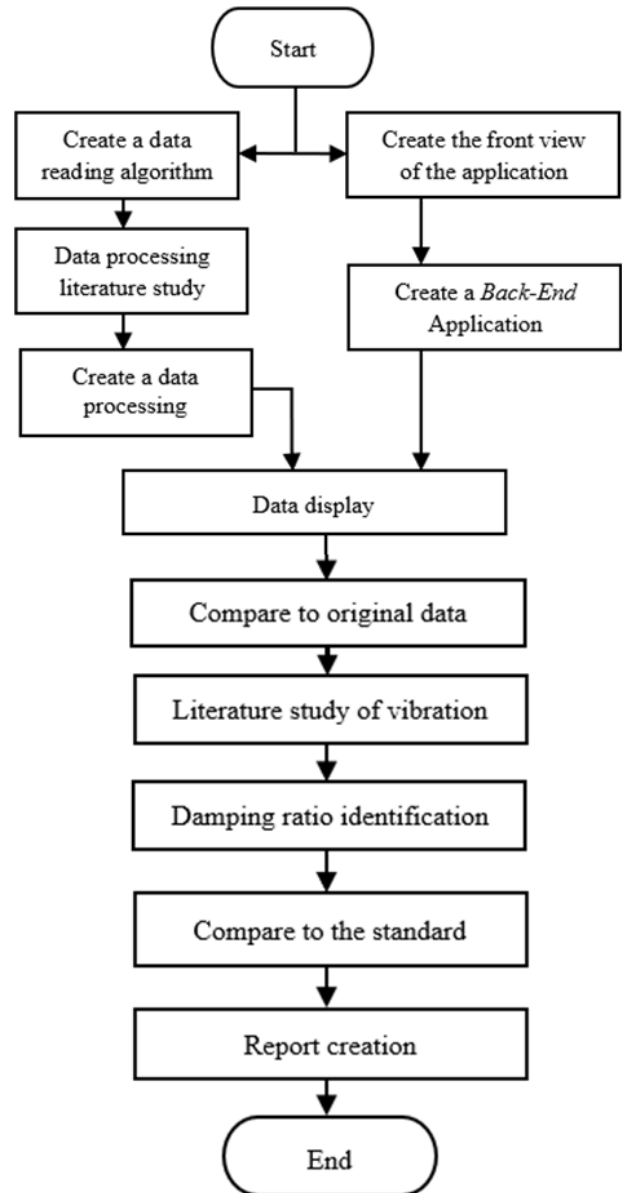 Start
Create a data
reading algorithm
Create the front view
of the application
Data processing
literature study
Create a Back-End
Application
Create a data
processing
Data display
Compare to original data
Literature study of vibration
Damping ratio identification
Compare to the standard
Report creation
End